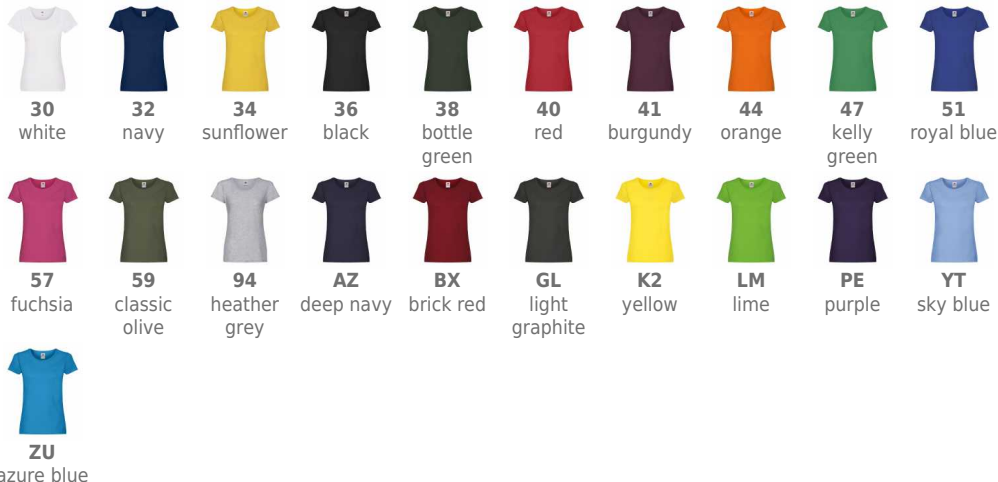 30 32 34 36 38 40 41 44 47 51
white navy sunflower black bottle red burgundy orange kelly royal blue
green green
57 59 94 AZ BX GL K2 LM PE YT
fuchsia classic heather deep navy brick red light yellow lime purple sky blue
olive grey graphite
ZU
azure blue